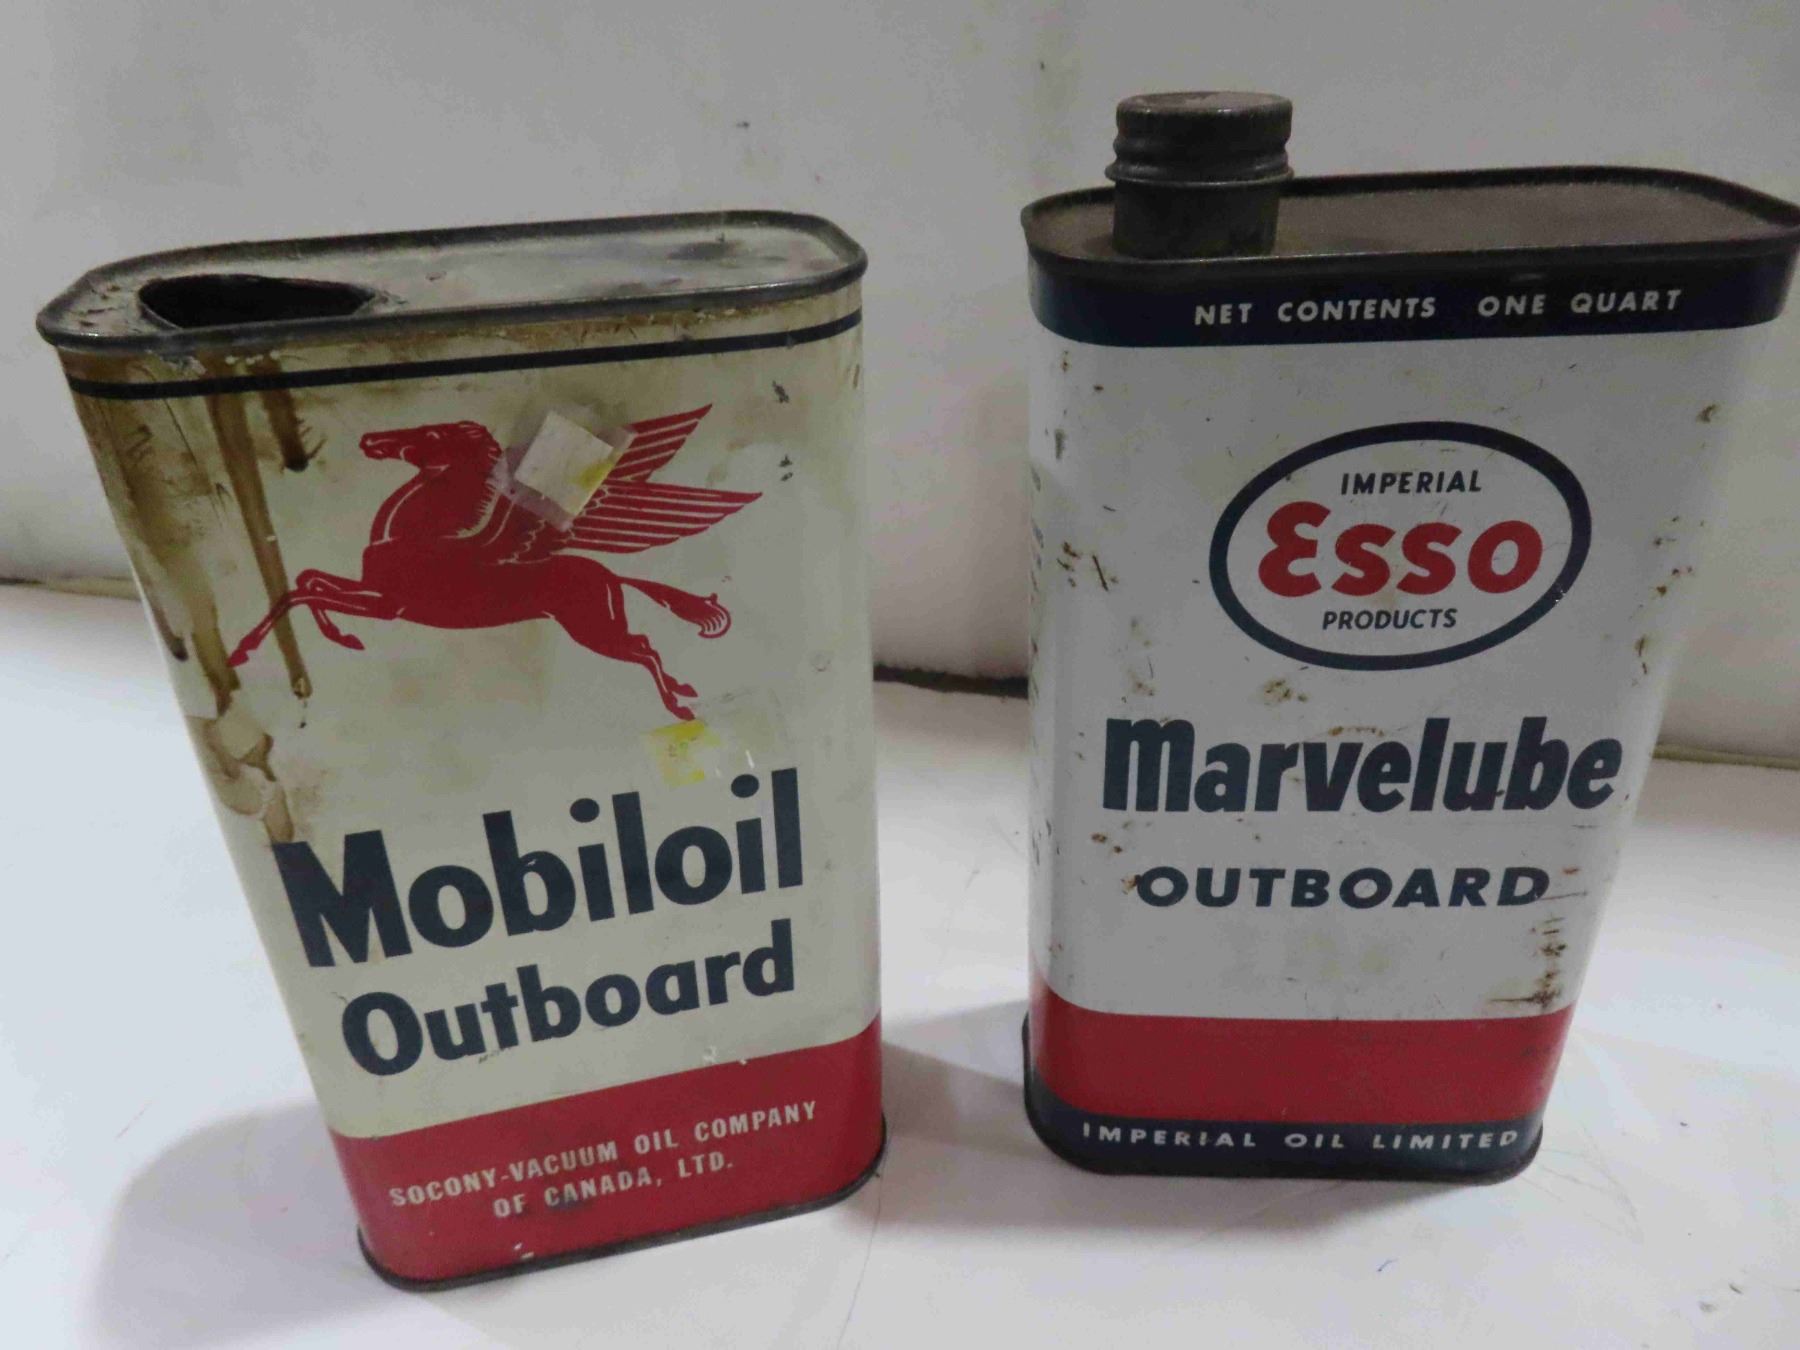 Mobiloil
Outboard
SOCONY-VACUUM OIL COMPANY
OF CANADA, LTD.
NET CONTENTS ONE QUART
IMPERIAL
Esso
PRODUCTS
Marvelube
OUTBOARD
IMPERIAL OIL LIMITED